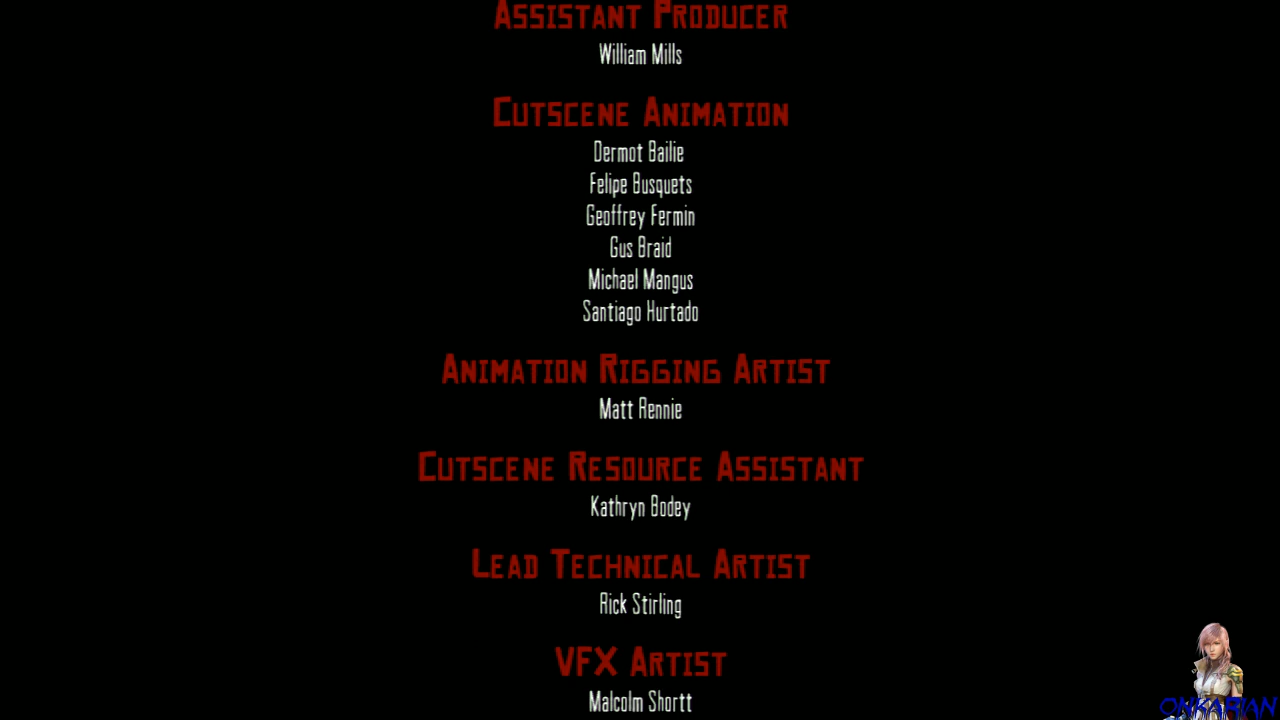 Assistant Producer
William Mills
Cutscene Animation
Dermot Bailie
Felipe Busquets
Geoffrey Fermin
Gus Braid
Michael Mangus
Santiago Hurtado
Animation Rigging Artist
Matt Rennie
Cutscene Resource Assistant
Kathryn Bodey
Lead Technical Artist
Rick Stirling
VFX Artist
Malcolm Shortt
ONKARIAN